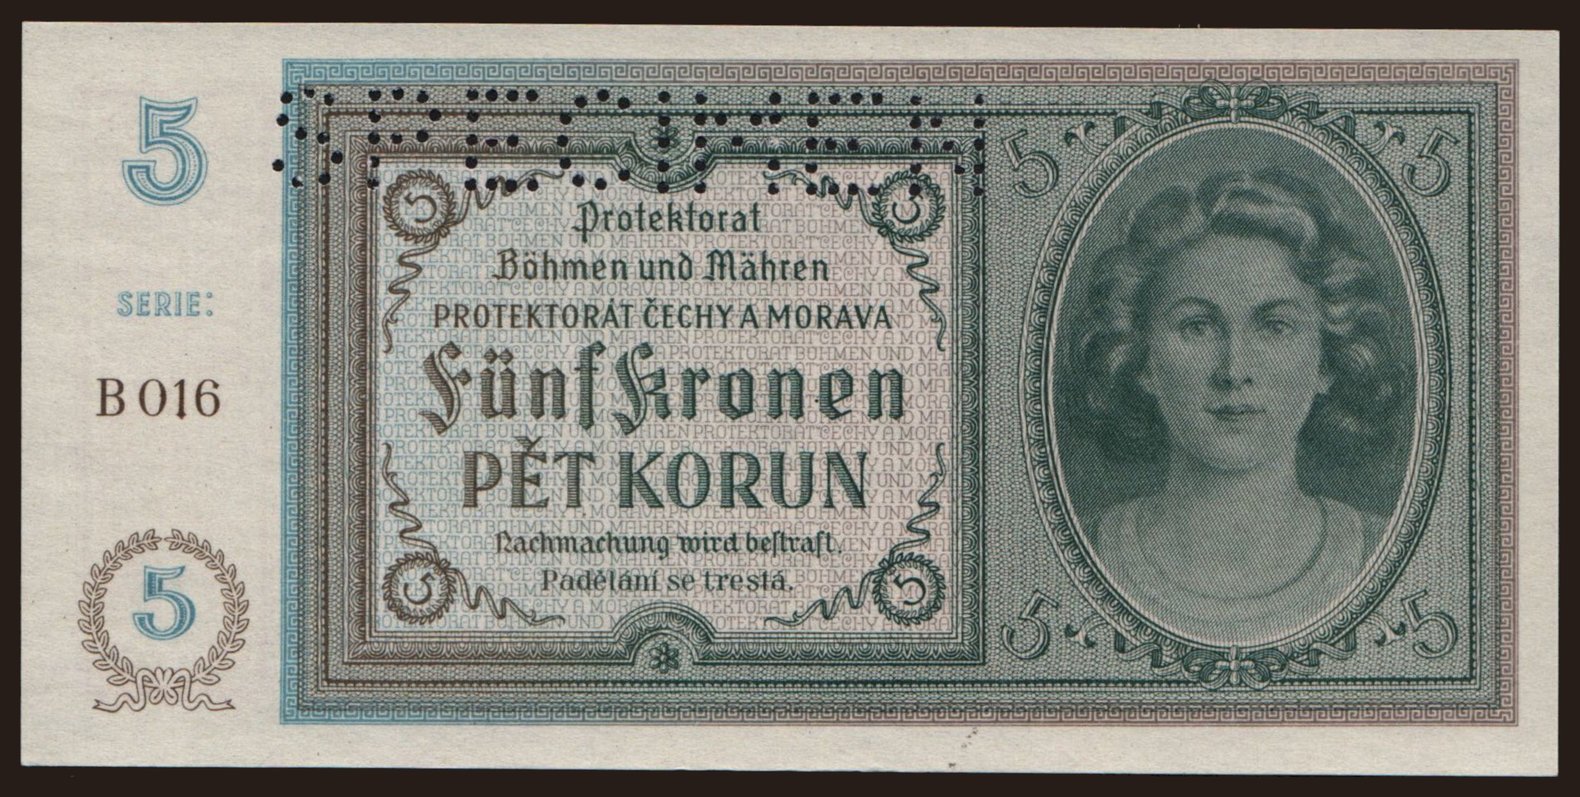 SPECIMEN
5
5
5
SERIE:
B 016
5
5
5
Protektorat
Böhmen und Mähren
PROTEKTORÁT ČECHY A MORAVA
Fünf Kronen
PĚT KORUN
Nachmachung wird bestraft.
Padělání se trestá.
5
5
5
5